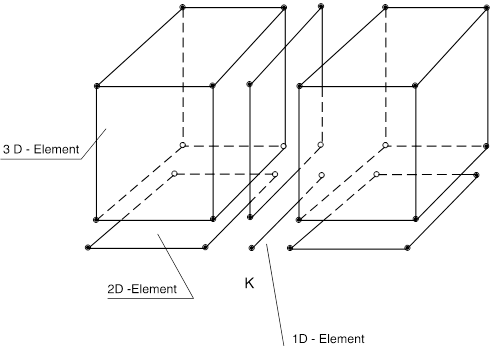 3 D - Element
2D -Element
K
1D - Element